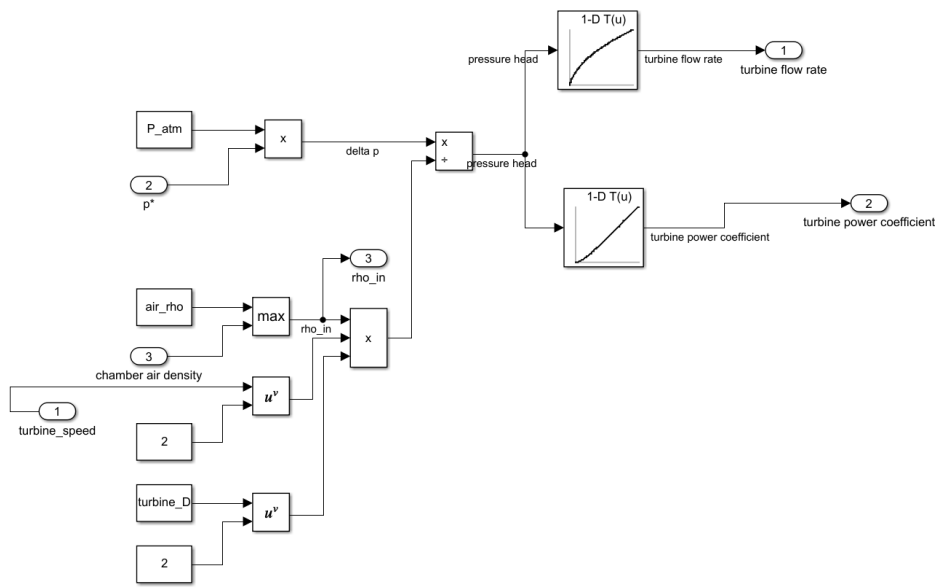 1-D T(u)
pressure head
turbine flow rate
1
turbine flow rate
P_atm
x
delta p
x
÷
pressure head
2
p*
1-D T(u)
turbine power coefficient
2
turbine power coefficient
3
rho_in
air_rho
max
rho_in
x
3
chamber air density
1
turbine_speed
u^v
2
turbine_D
u^v
2